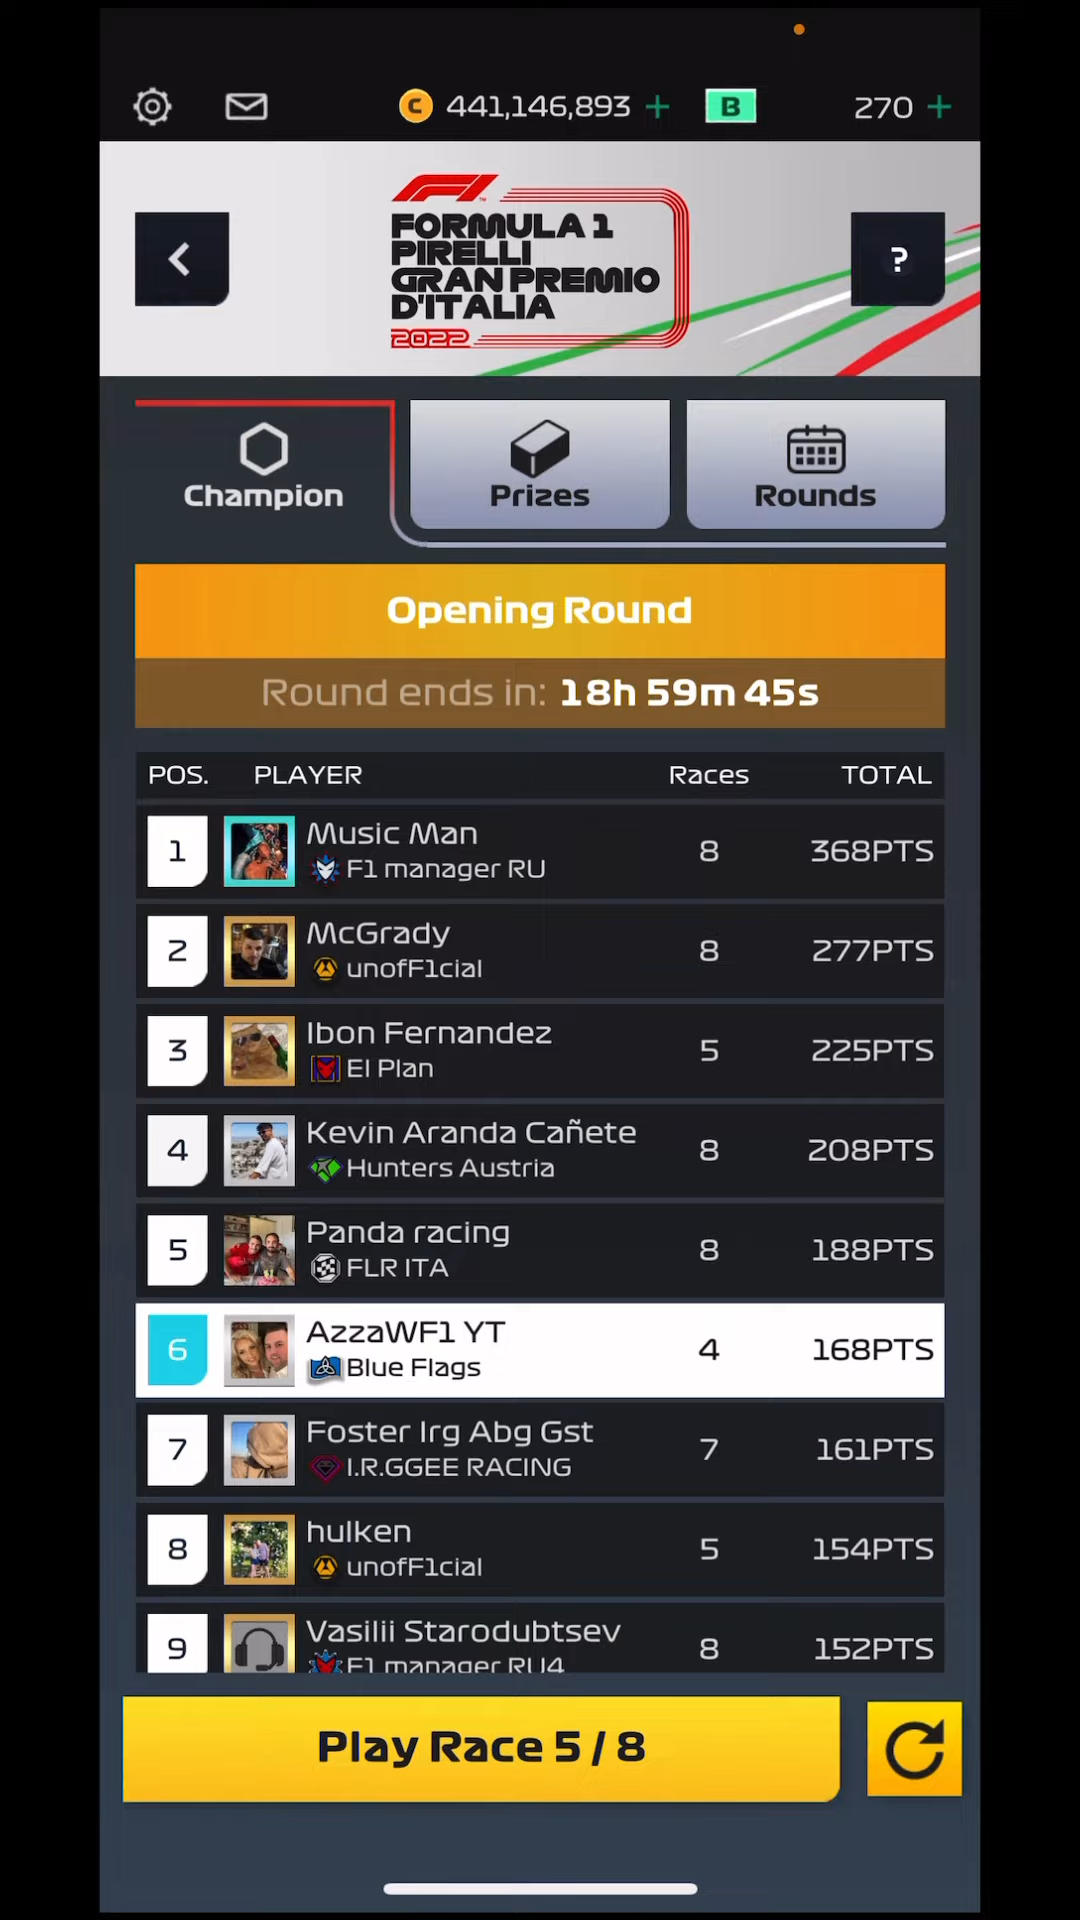 441,146,893
B
270
F1
FORMULA 1
PIRELLI
GRAN PREMIO
D'ITALIA
2022
?
Champion
Prizes
Rounds
Opening Round
Round ends in: 18h 59m 45s
POS. PLAYER Races TOTAL
1 Music Man 8 368PTS
F1 manager RU
2 McGrady 8 277PTS
unofF1cial
3 Ibon Fernandez 5 225PTS
El Plan
4 Kevin Aranda Cañete 8 208PTS
Hunters Austria
5 Panda racing 8 188PTS
FLR ITA
6 AzzaWF1 YT 4 168PTS
Blue Flags
7 Foster Irg Abg Gst 7 161PTS
I.R.GGEE RACING
8 hulken 5 154PTS
unofF1cial
9 Vasilii Starodubtsev 8 152PTS
F1 manager RU4
Play Race 5 / 8